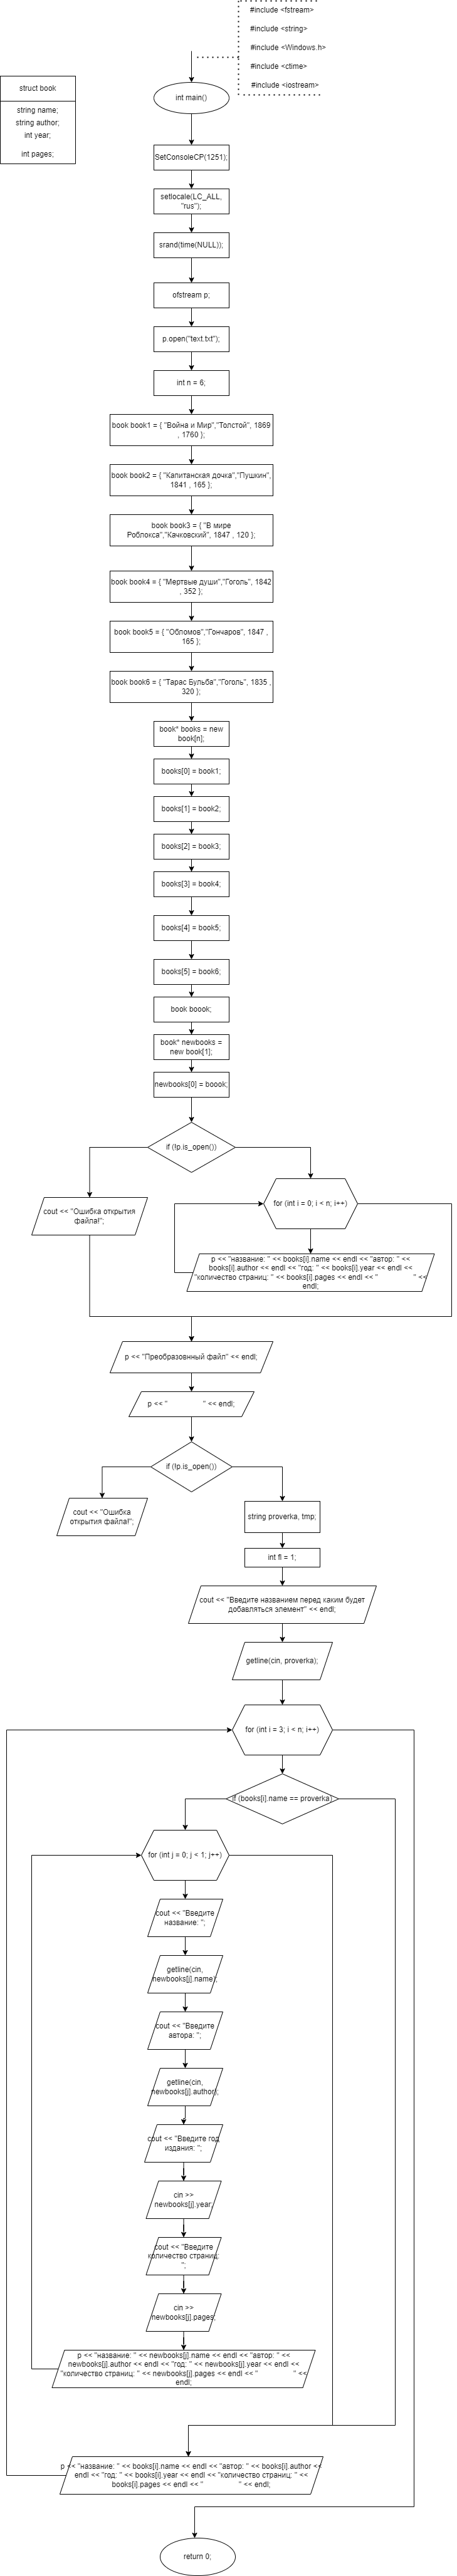 #include <fstream>
#include <string>
#include <Windows.h>
#include <ctime>
#include <iostream>
struct book
string name;
string author;
int year;
int pages;
int main()
SetConsoleCP(1251);
setlocale(LC_ALL,
"rus");
srand(time(NULL));
ofstream p;
p.open("text.txt");
int n = 6;
book book1 = { "Война и Мир","Толстой", 1869
, 1760 };
book book2 = { "Капитанская дочка","Пушкин",
1841 , 165 };
book book3 = { "В мире
Роблокса","Качковский", 1847 , 120 };
book book4 = { "Мертвые души","Гоголь", 1842
, 352 };
book book5 = { "Обломов","Гончаров", 1847 ,
165 };
book book6 = { "Тарас Бульба","Гоголь", 1835 ,
320 };
book* books = new
book[n];
books[0] = book1;
books[1] = book2;
books[2] = book3;
books[3] = book4;
books[4] = book5;
books[5] = book6;
book boook;
book* newbooks =
new book[1];
newbooks[0] = boook;
if (!p.is_open())
cout << "Ошибка открытия
файла!";
for (int i = 0; i < n; i++)
p << "название: " << books[i].name << endl << "автор: " <<
books[i].author << endl << "год: " << books[i].year << endl <<
"количество страниц: " << books[i].pages << endl << " " <<
endl;
p << "Преобразовнный файл" << endl;
p << " " << endl;
if (!p.is_open())
cout << "Ошибка
открытия файла!";
string proverka, tmp;
int fl = 1;
cout << "Введите названием перед каким будет
добавляться элемент" << endl;
getline(cin, proverka);
for (int i = 3; i < n; i++)
if (books[i].name == proverka)
for (int j = 0; j < 1; j++)
cout << "Введите
название: ";
getline(cin,
newbooks[j].name);
cout << "Введите
автора: ";
getline(cin,
newbooks[j].author);
cout << "Введите год
издания: ";
cin >>
newbooks[j].year;
cout << "Введите
количество страниц:
";
cin >>
newbooks[j].pages;
p << "название: " << newbooks[j].name << endl << "автор: " <<
newbooks[j].author << endl << "год: " << newbooks[j].year << endl <<
"количество страниц: " << newbooks[j].pages << endl << " " <<
endl;
p << "название: " << books[i].name << endl << "автор: " << books[i].author <<
endl << "год: " << books[i].year << endl << "количество страниц: " <<
books[i].pages << endl << " " << endl;
return 0;